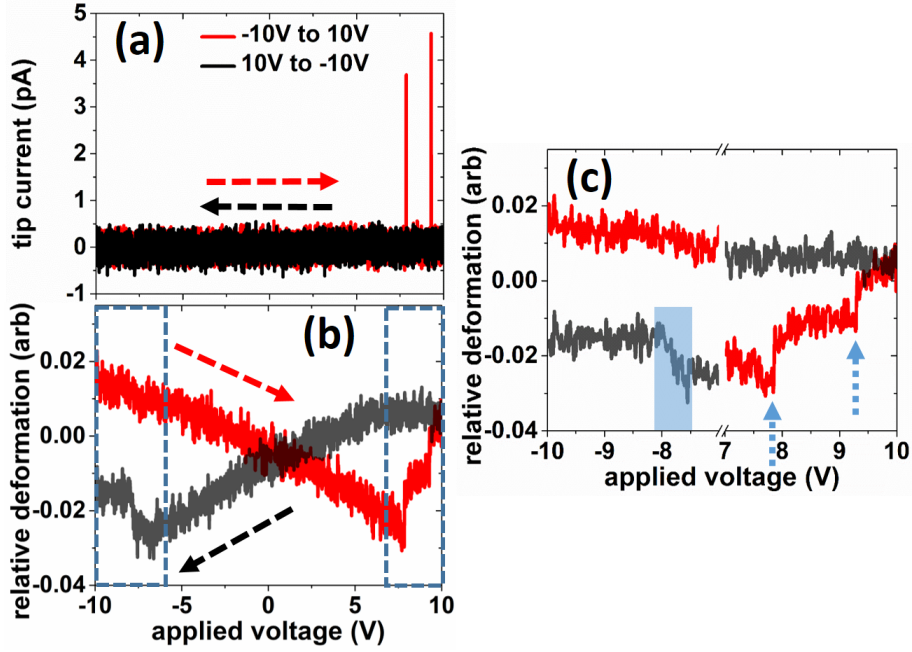 (a)
-10V to 10V
10V to -10V
tip current (pA)
5
4
3
2
1
0
-1
(b)
relative deformation (arb)
0.02
0.00
-0.02
-0.04
-10 -5 0 5 10
applied voltage (V)
(c)
relative deformation (arb)
0.02
0.00
-0.02
-0.04
-10 -9 -8 7 8 9 10
applied voltage (V)